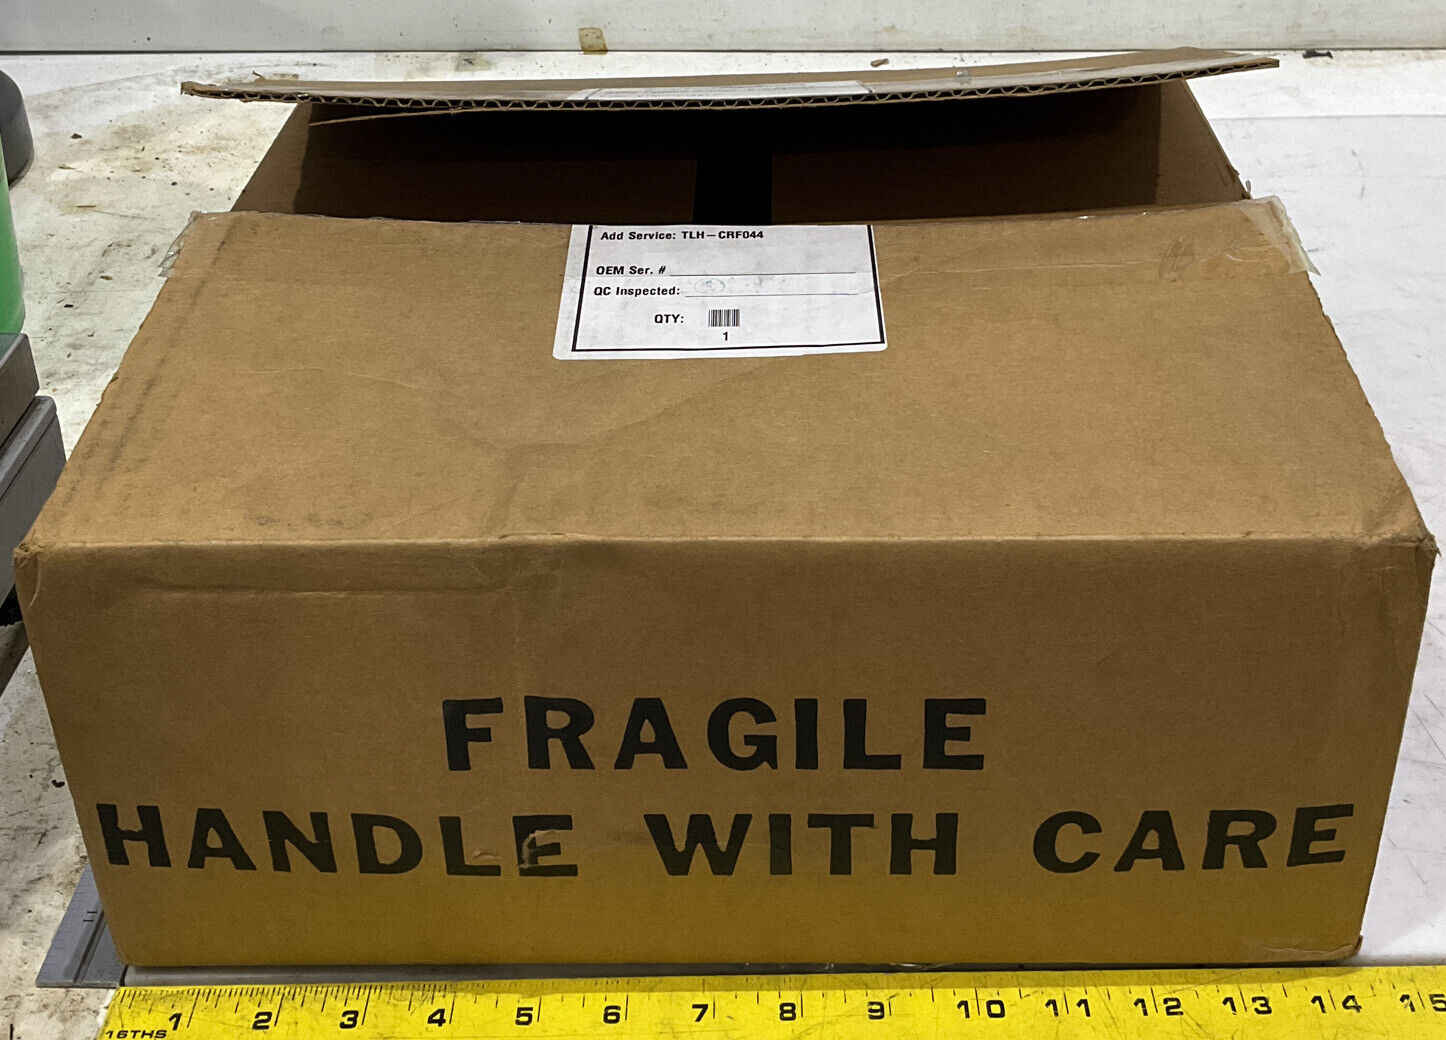 Add Service: TLH-CRF044
OEM Ser. #
QC Inspected:
QTY:
1
FRAGILE
HANDLE WITH CARE
1 2 3 4 5 6 7 8 9 10 11 12 13 14 15
16THS